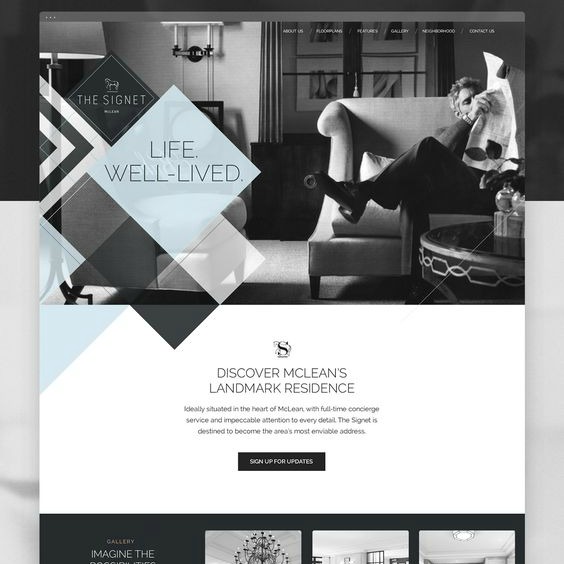 ABOUT US / FLOORPLANS / FEATURES / GALLERY / NEIGHBORHOOD / CONTACT US
THE SIGNET
McLEAN
LIFE.
WELL-LIVED.
S
DISCOVER MCLEAN'S
LANDMARK RESIDENCE
Ideally situated in the heart of McLean, with full-time concierge
service and impeccable attention to every detail. The Signet is
destined to become the area's most enviable address.
SIGN UP FOR UPDATES
GALLERY
IMAGINE THE
POSSIBILITIES